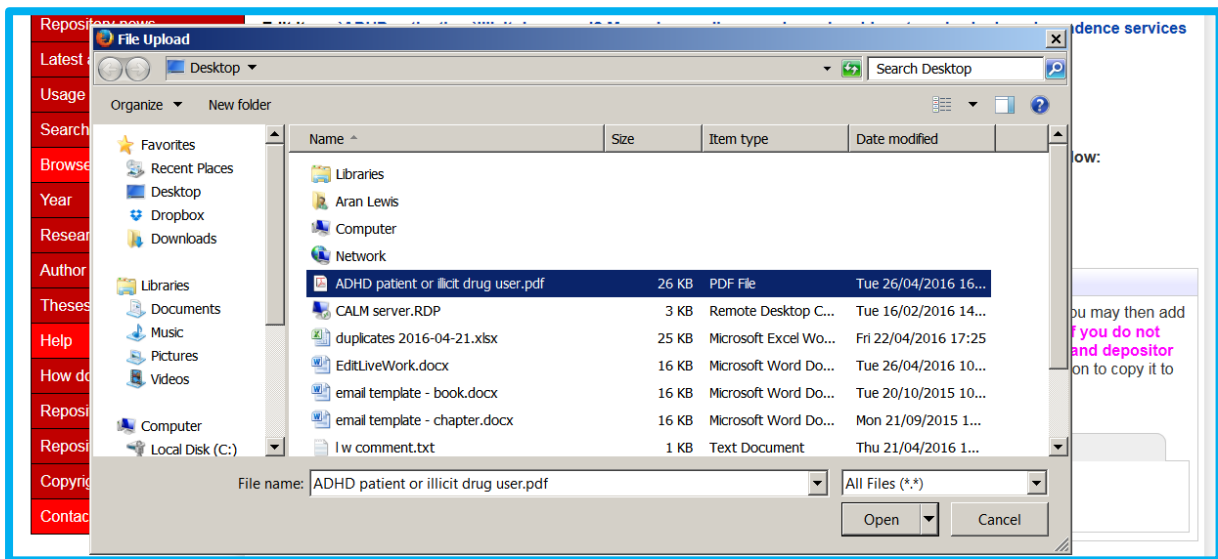 Repository news
dence services
File Upload
Latest
Desktop
Search Desktop
Usage
Organize
New folder
Search
Name
Size
Item type
Date modified
Favorites
Browse
Recent Places
Libraries
low:
Year
Desktop
Aran Lewis
Dropbox
Computer
Resear
Downloads
Network
Author
ADHD patient or illicit drug user.pdf 26 KB PDF File Tue 26/04/2016 16...
Libraries
Theses
Documents
CALM server.RDP 3 KB Remote Desktop C... Tue 16/02/2016 14...
ou may then add
Music
duplicates 2016-04-21.xlsx 25 KB Microsoft Excel Wo... Fri 22/04/2016 17:25
f you do not
Help
Pictures
and depositor
EditLiveWork.docx 16 KB Microsoft Word Do... Tue 26/04/2016 10...
on to copy it to
How do
Videos
email template - book.docx 16 KB Microsoft Word Do... Tue 20/10/2015 10...
Reposi
Computer
email template - chapter.docx 16 KB Microsoft Word Do... Mon 21/09/2015 1...
Reposi
Local Disk (C:)
l w comment.txt 1 KB Text Document Thu 21/04/2016 1...
Copyrig
File name: ADHD patient or illicit drug user.pdf
All Files (*.*)
Contac
Open
Cancel